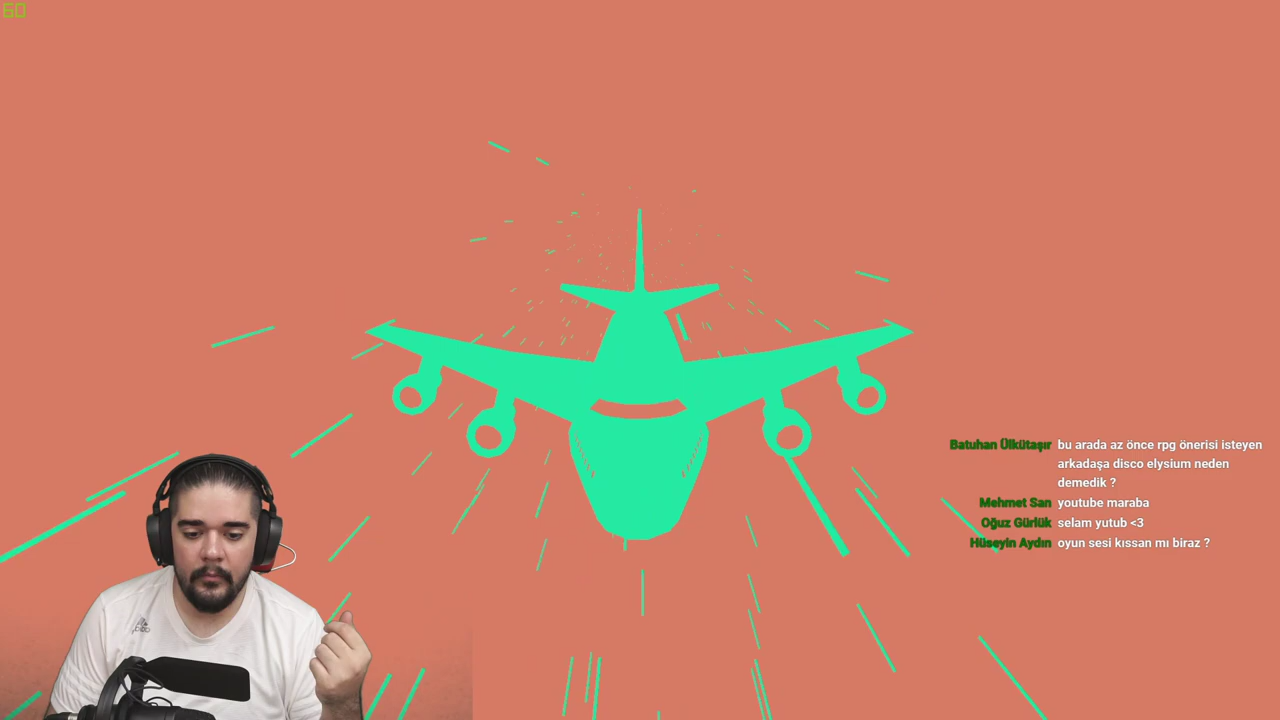 60
Batuhan Ülkütaşır bu arada az önce rpg önerisi isteyen
arkadaşa disco elysium neden
demedik ?
Mehmet San youtube maraba
Oğuz Gürlük selam yutub <3
Hüseyin Aydın oyun sesi kıssan mı biraz ?